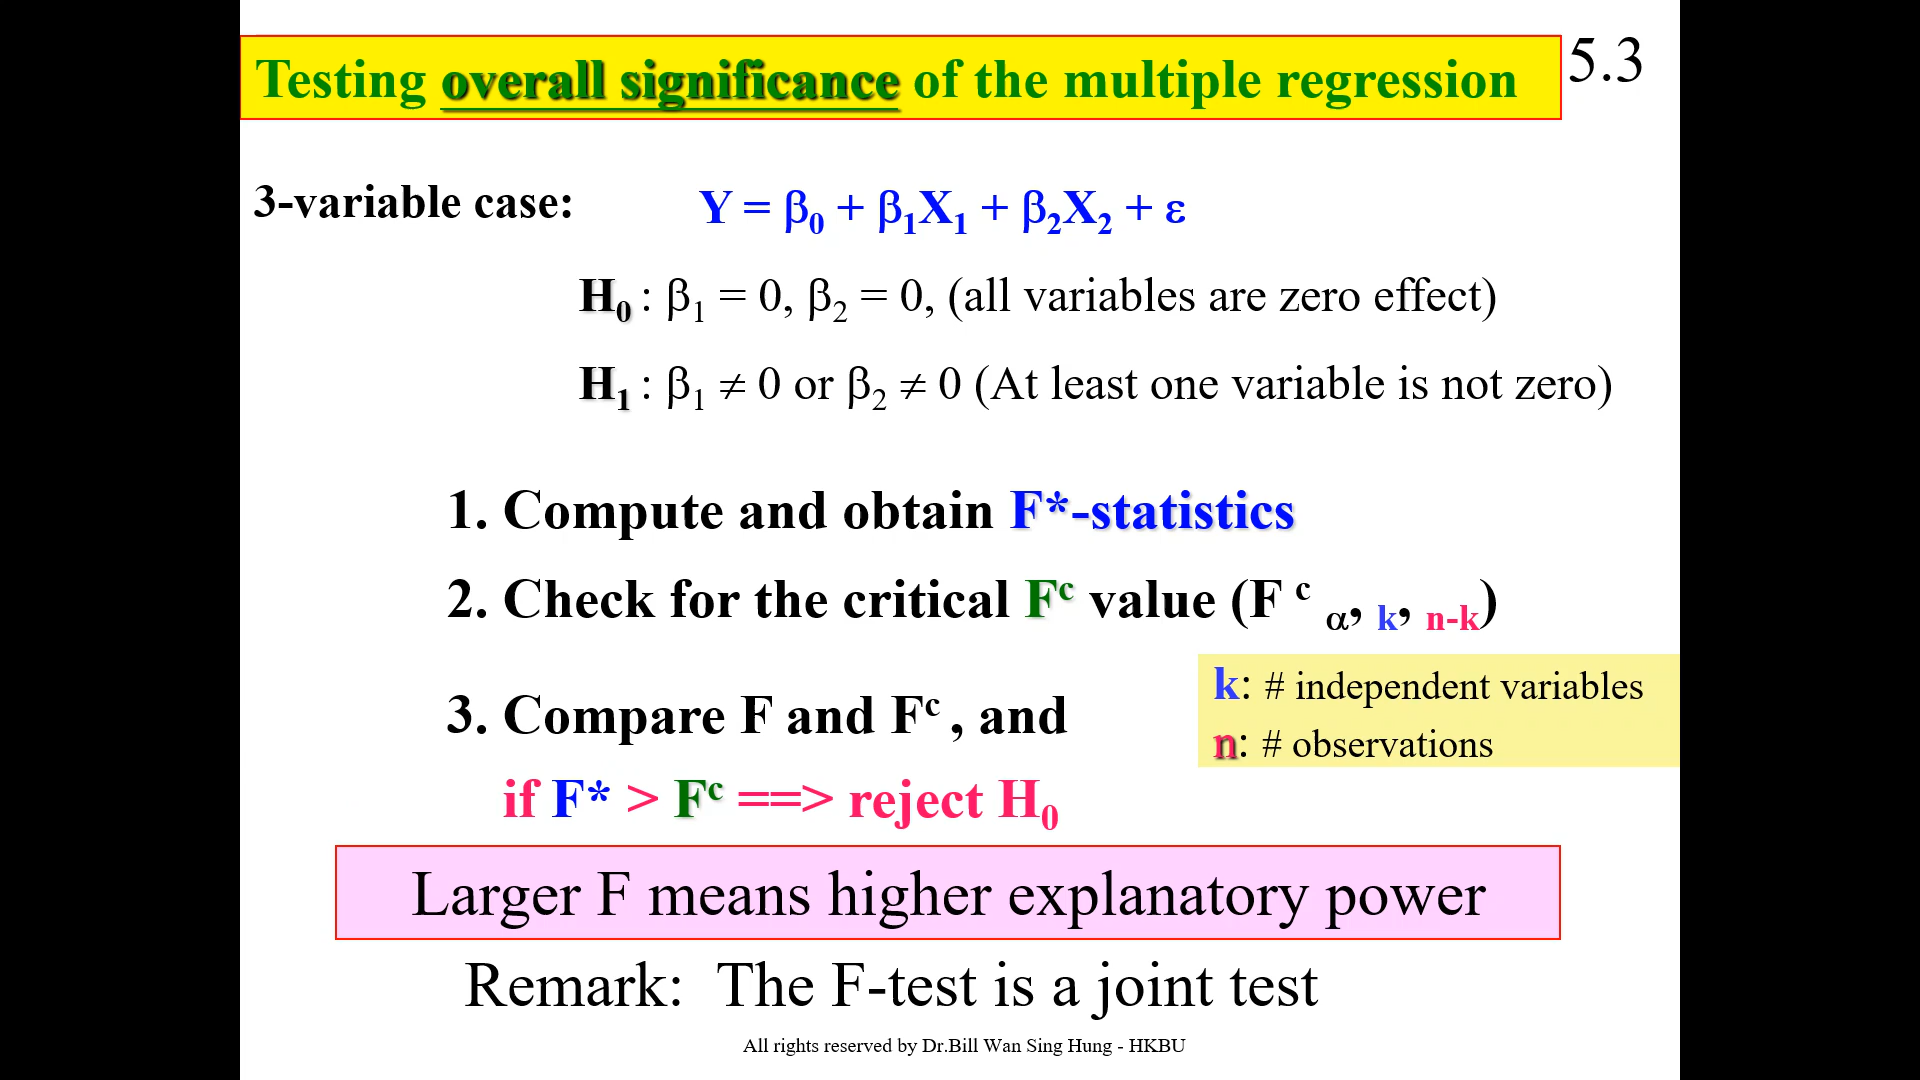 Testing overall significance of the multiple regression
5.3
3-variable case:
Y = β0 + β1X1 + β2X2 + ε
H0 : β1 = 0, β2 = 0, (all variables are zero effect)
H1 : β1 ≠ 0 or β2 ≠ 0 (At least one variable is not zero)
1. Compute and obtain F*-statistics
2. Check for the critical Fc value (F c α, k, n-k)
k: # independent variables
n: # observations
3. Compare F and Fc , and
if F* > Fc ==> reject H0
Larger F means higher explanatory power
Remark: The F-test is a joint test
All rights reserved by Dr.Bill Wan Sing Hung - HKBU